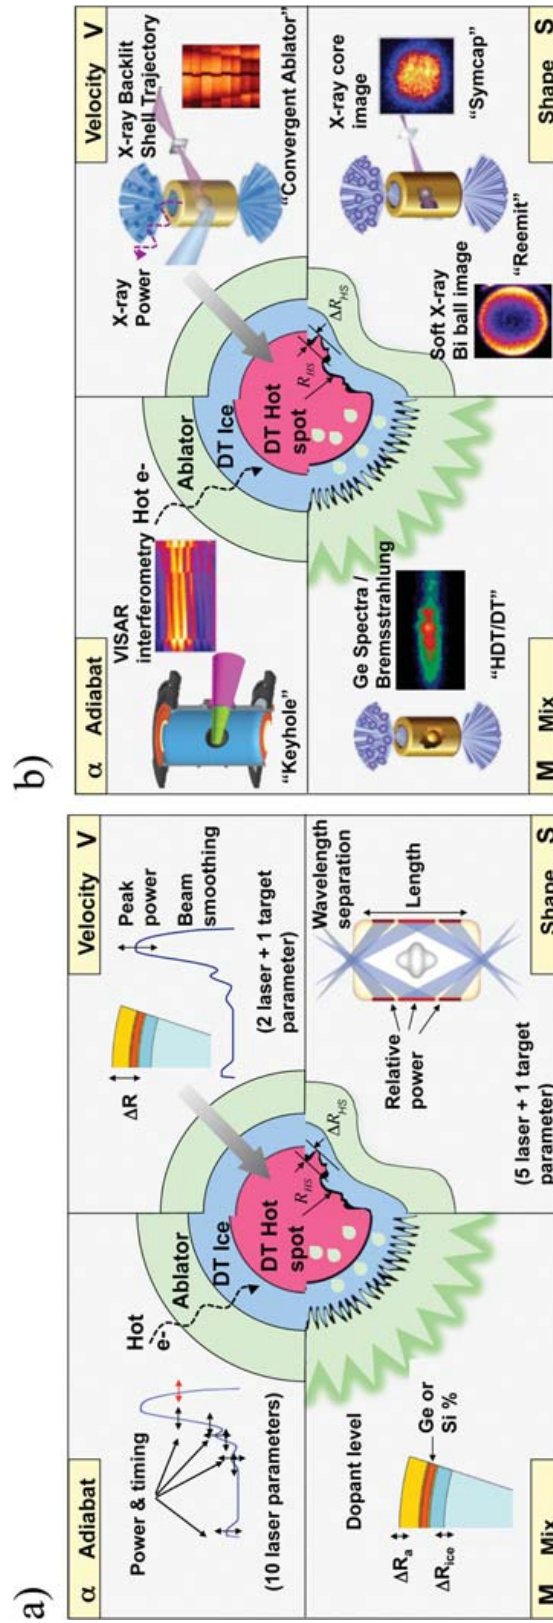 a)
α Adiabat
Velocity V
Power & timing
(10 laser parameters)
Hot
e-
Ablator
DT Ice
DT Hot
spot
R_HS
ΔR_HS
ΔR
Peak
power
Beam
smoothing
(2 laser + 1 target
parameter)
Dopant level
ΔR_a
ΔR_ice
Ge or
Si %
M Mix
Wavelength
separation
Length
Relative
power
(5 laser + 1 target
parameter)
Shape S
b)
α Adiabat
Velocity V
VISAR
interferometry
"Keyhole"
Hot e-
Ablator
DT Ice
DT Hot
spot
R_HS
ΔR_HS
X-ray
Power
X-ray Backlit
Shell Trajectory
"Convergent Ablator"
Ge Spectra /
Bremsstrahlung
"HDT/DT"
M Mix
Soft X-ray
Bi ball image
"Reemit"
X-ray core
image
"Symcap"
Shape S